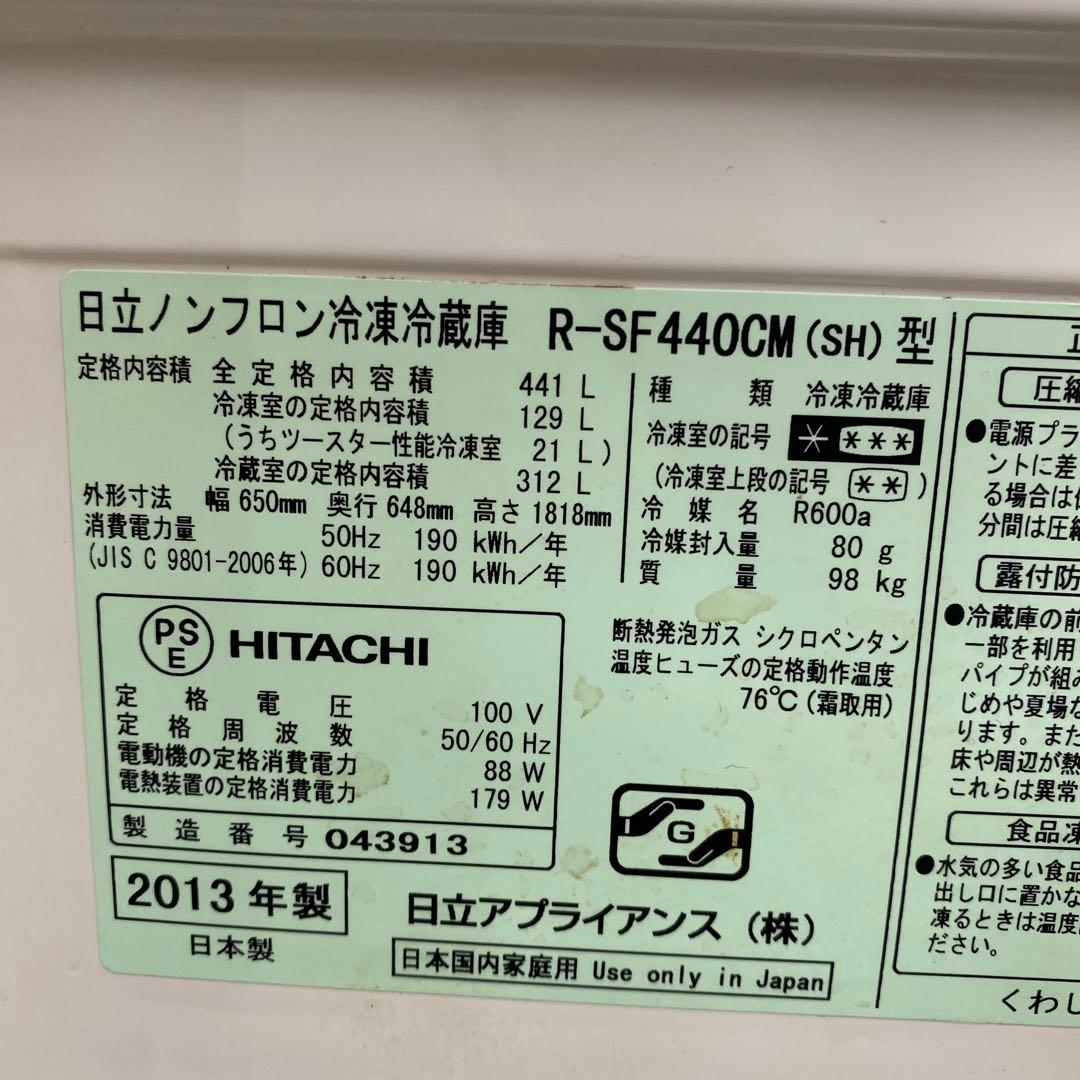 日立ノンフロン冷凍冷蔵庫 R-SF440CM(SH)型
定格内容積 全定格内容積 441 L
冷凍室の定格内容積 129 L
(うちツースター性能冷凍室 21 L)
冷蔵室の定格内容積 312 L
外形寸法 幅 650mm 奥行 648mm 高さ 1818mm
消費電力量 50Hz 190 kWh/年
(JIS C 9801-2006年) 60Hz 190 kWh/年
種類 冷凍冷蔵庫
冷凍室の記号 * ***
(冷凍室上段の記号 **)
冷媒名 R600a
冷媒封入量 80 g
質量 98 kg
断熱発泡ガス シクロペンタン
温度ヒューズの定格動作温度
76℃(霜取用)
PS
E
HITACHI
定格電圧 100 V
定格周波数 50/60 Hz
電動機の定格消費電力 88 W
電熱装置の定格消費電力 179 W
製造番号 043913
G
2013年製
日本製
日立アプライアンス(株)
日本国内家庭用 Use only in Japan
圧縮
●電源プラ
ントに差
る場合は
分間は圧縮
露付防
●冷蔵庫の前
一部を利用
パイプが組み
じめや夏場な
ります。また
床や周辺が熱
これらは異常
食品凍
●水気の多い食品
出し口に置かな
凍るときは温度
ださい。
くわし